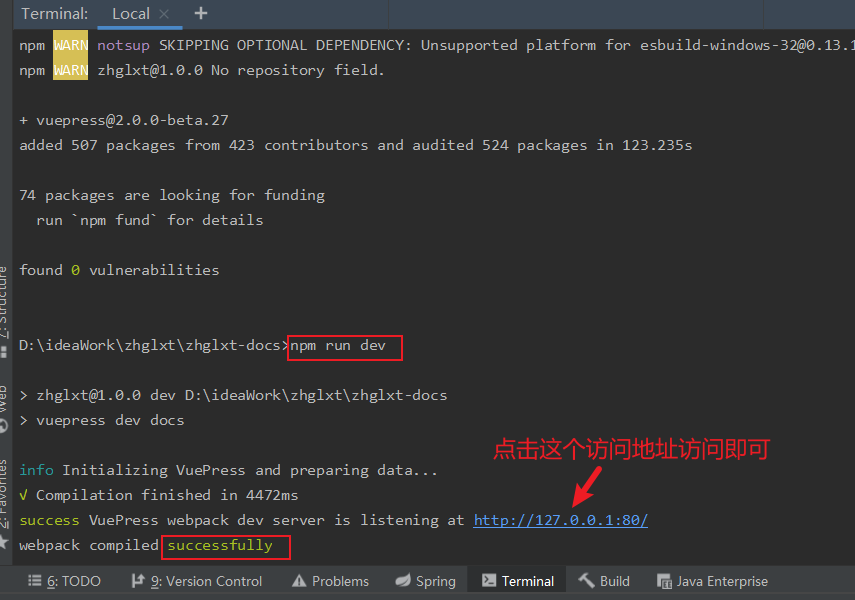 Terminal: Local × +
npm WARN notsup SKIPPING OPTIONAL DEPENDENCY: Unsupported platform for esbuild-windows-32@0.13.1
npm WARN zhglxt@1.0.0 No repository field.
+ vuepress@2.0.0-beta.27
added 507 packages from 423 contributors and audited 524 packages in 123.235s
74 packages are looking for funding
run `npm fund` for details
found 0 vulnerabilities
D:\ideaWork\zhglxt\zhglxt-docs>npm run dev
> zhglxt@1.0.0 dev D:\ideaWork\zhglxt\zhglxt-docs
> vuepress dev docs
点击这个访问地址访问即可
info Initializing VuePress and preparing data...
√ Compilation finished in 4472ms
success VuePress webpack dev server is listening at http://127.0.0.1:80/
webpack compiled successfully
Z: Structure
Web
2: Favorites
6: TODO 9: Version Control Problems Spring Terminal Build Java Enterprise